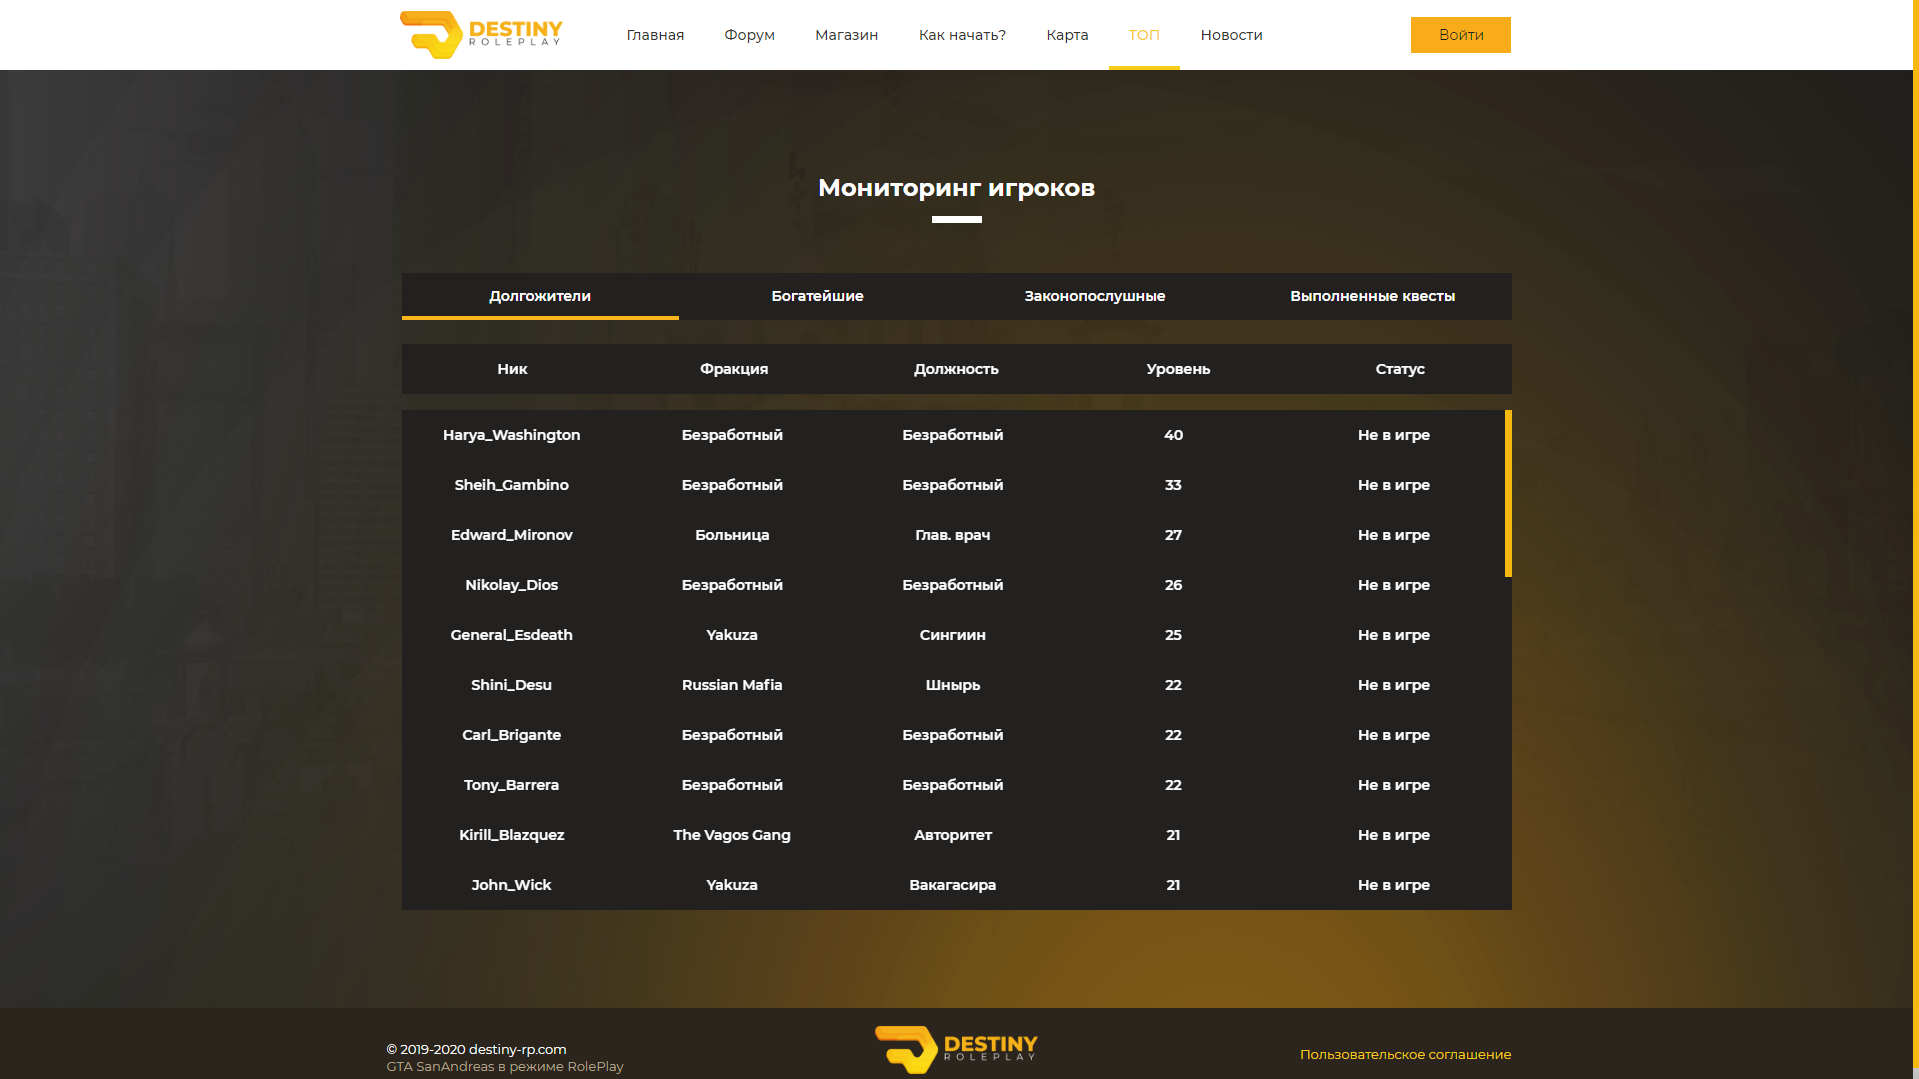 DESTINY
ROLEPLAY
Главная Форум Магазин Как начать? Карта ТОП Новости Войти
Мониторинг игроков
Долгожители Богатейшие Законопослушные Выполненные квесты
Ник Фракция Должность Уровень Статус
Harya_Washington Безработный Безработный 40 Не в игре
Sheih_Gambino Безработный Безработный 33 Не в игре
Edward_Mironov Больница Глав. врач 27 Не в игре
Nikolay_Dios Безработный Безработный 26 Не в игре
General_Esdeath Yakuza Сингиин 25 Не в игре
Shini_Desu Russian Mafia Шнырь 22 Не в игре
Carl_Brigante Безработный Безработный 22 Не в игре
Tony_Barrera Безработный Безработный 22 Не в игре
Kirill_Blazquez The Vagos Gang Авторитет 21 Не в игре
John_Wick Yakuza Вакагасира 21 Не в игре
© 2019-2020 destiny-rp.com
GTA SanAndreas в режиме RolePlay
DESTINY
ROLEPLAY
Пользовательское соглашение